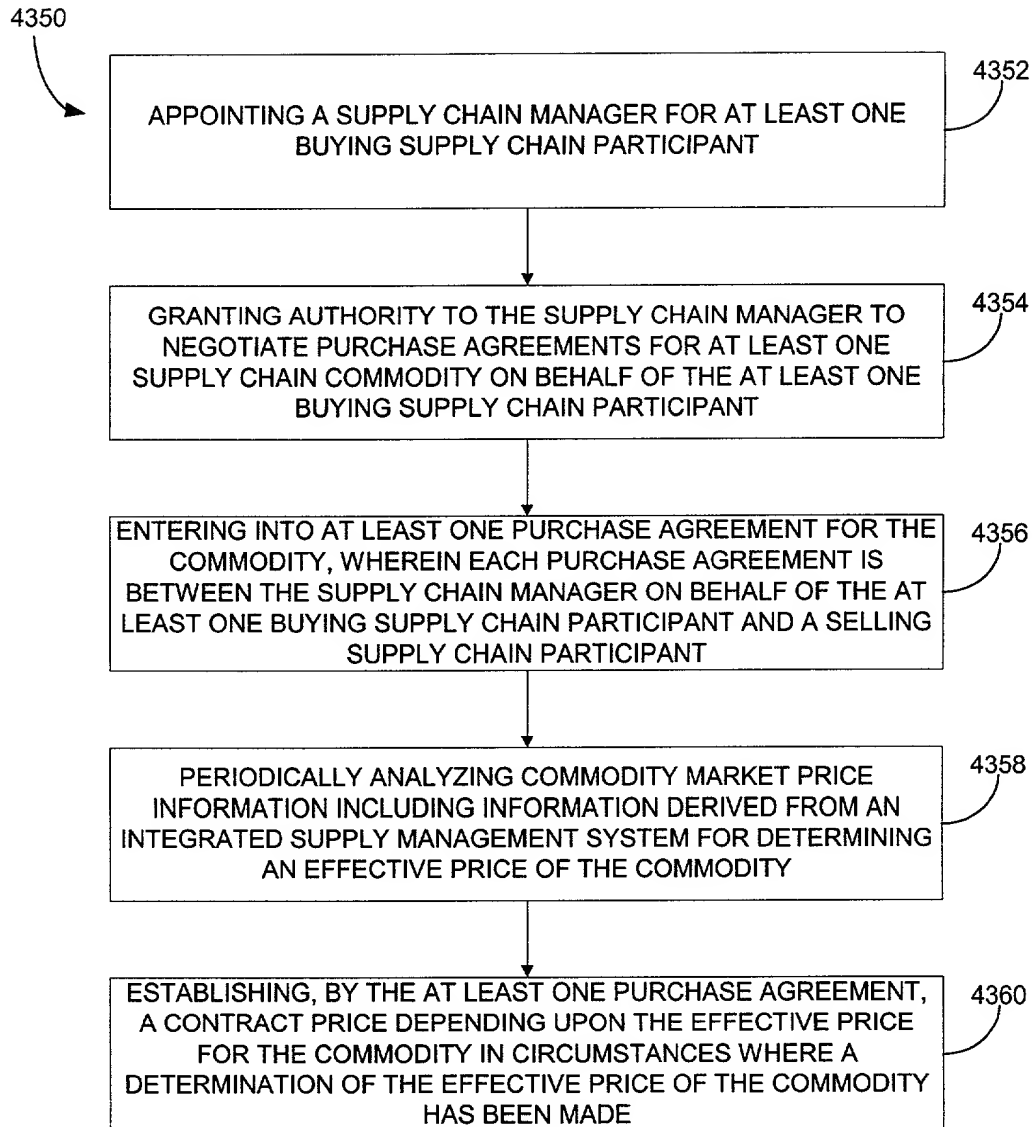 4350
4352
APPOINTING A SUPPLY CHAIN MANAGER FOR AT LEAST ONE
BUYING SUPPLY CHAIN PARTICIPANT
4354
GRANTING AUTHORITY TO THE SUPPLY CHAIN MANAGER TO
NEGOTIATE PURCHASE AGREEMENTS FOR AT LEAST ONE
SUPPLY CHAIN COMMODITY ON BEHALF OF THE AT LEAST ONE
BUYING SUPPLY CHAIN PARTICIPANT
4356
ENTERING INTO AT LEAST ONE PURCHASE AGREEMENT FOR THE
COMMODITY, WHEREIN EACH PURCHASE AGREEMENT IS
BETWEEN THE SUPPLY CHAIN MANAGER ON BEHALF OF THE AT
LEAST ONE BUYING SUPPLY CHAIN PARTICIPANT AND A SELLING
SUPPLY CHAIN PARTICIPANT
4358
PERIODICALLY ANALYZING COMMODITY MARKET PRICE
INFORMATION INCLUDING INFORMATION DERIVED FROM AN
INTEGRATED SUPPLY MANAGEMENT SYSTEM FOR DETERMINING
AN EFFECTIVE PRICE OF THE COMMODITY
4360
ESTABLISHING, BY THE AT LEAST ONE PURCHASE AGREEMENT,
A CONTRACT PRICE DEPENDING UPON THE EFFECTIVE PRICE
FOR THE COMMODITY IN CIRCUMSTANCES WHERE A
DETERMINATION OF THE EFFECTIVE PRICE OF THE COMMODITY
HAS BEEN MADE